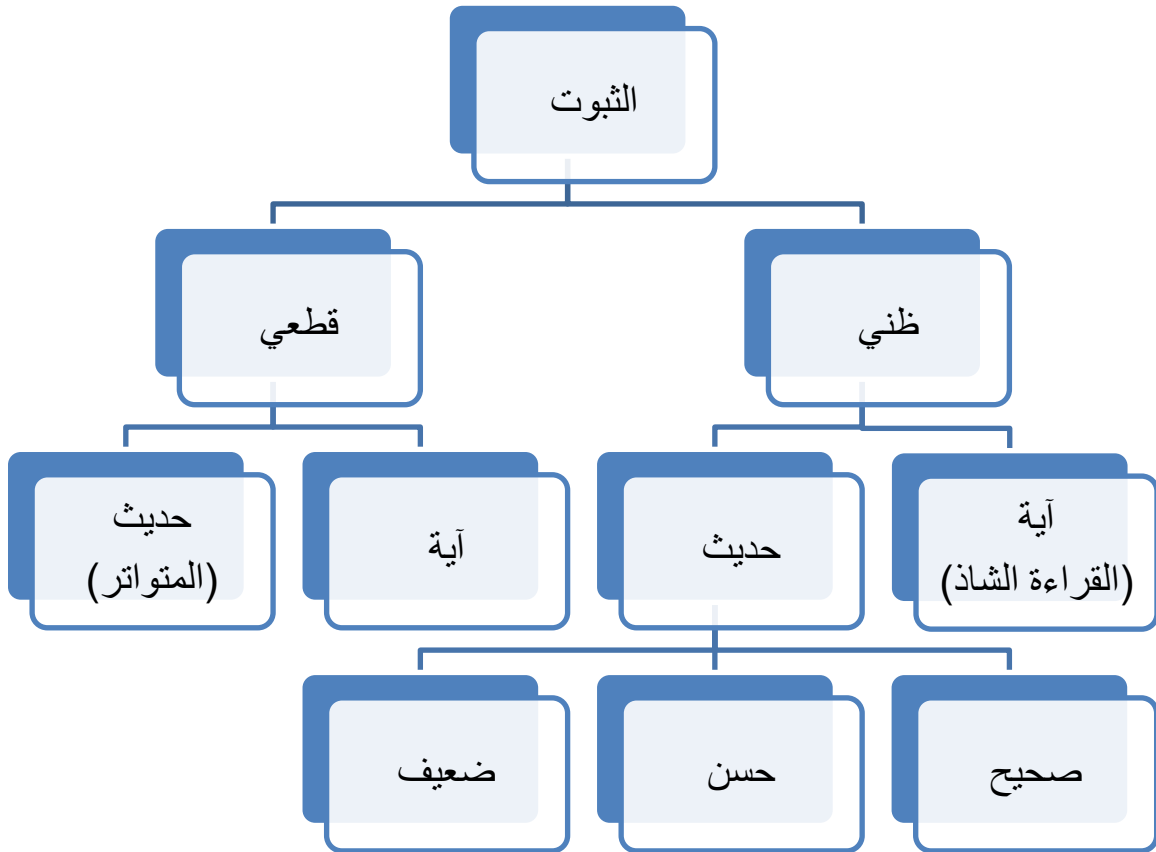 الثبوت
ظني
قطعي
آية
(القراءة الشاذ)
حديث
آية
حديث
(المتواتر)
صحيح
حسن
ضعيف